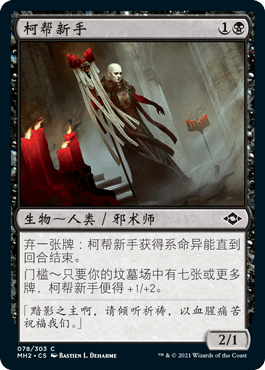 柯帮新手 1
生物～人类／邪术师
弃一张牌：柯帮新手获得系命异能直到
回合结束。
门槛～只要你的坟墓场中有七张或更多
牌，柯帮新手便得+1/+2。
「黯影之主啊，请倾听祈祷，以血腥痛苦
祝福我们。」
2/1
078/303 C
MH2 • CS BASTIEN L. DEHARME
™ & © 2021 Wizards of the Coast